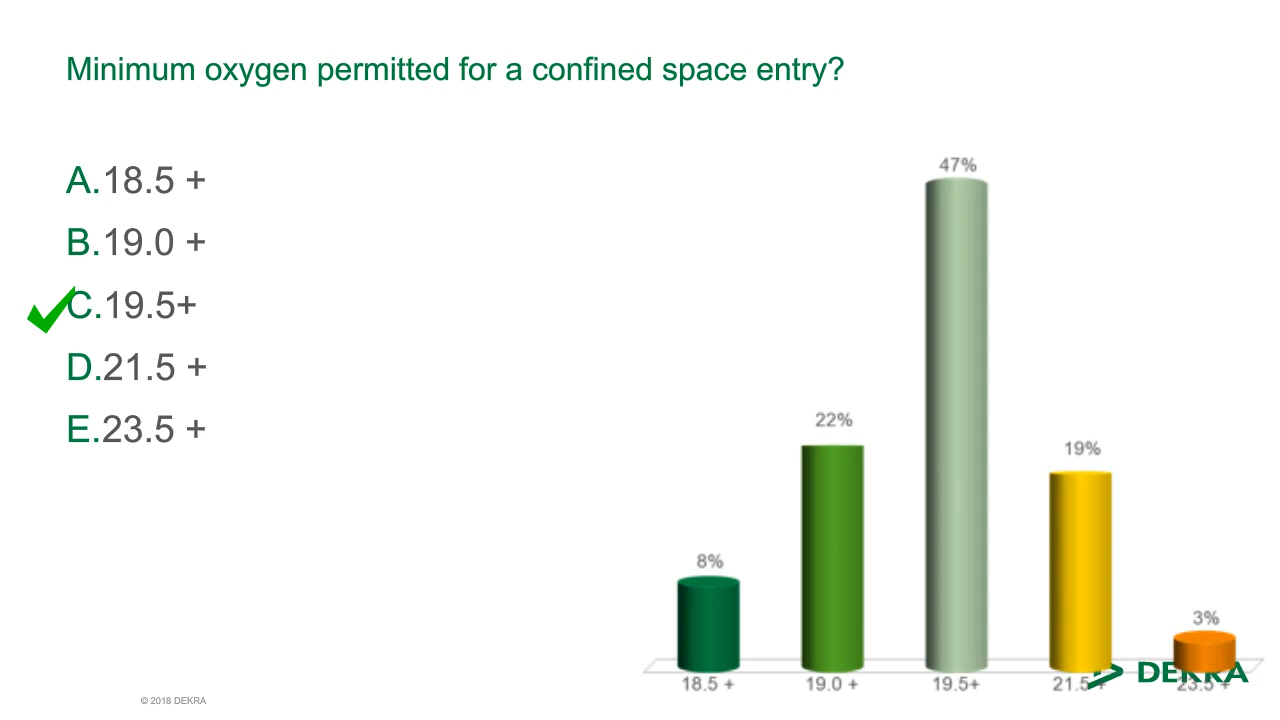 Minimum oxygen permitted for a confined space entry?
A.18.5 +
B.19.0 +
C.19.5+
D.21.5 +
E.23.5 +
47%
22%
19%
8%
3%
18.5 +
19.0 +
19.5+
21.5 +
23.5 +
DEKRA
© 2018 DEKRA